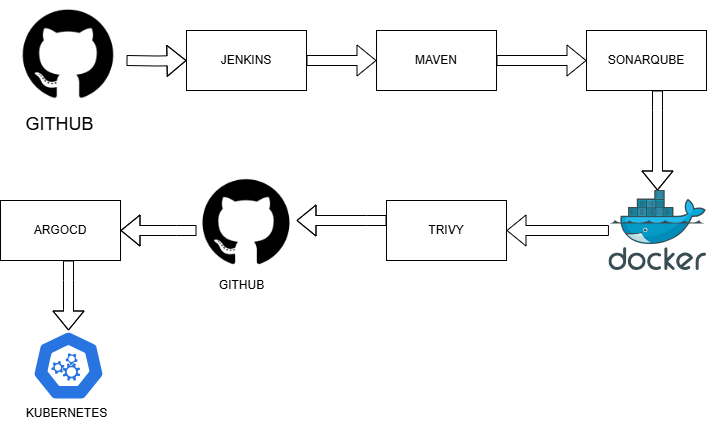 GITHUB
JENKINS
MAVEN
SONARQUBE
docker
TRIVY
GITHUB
ARGOCD
KUBERNETES